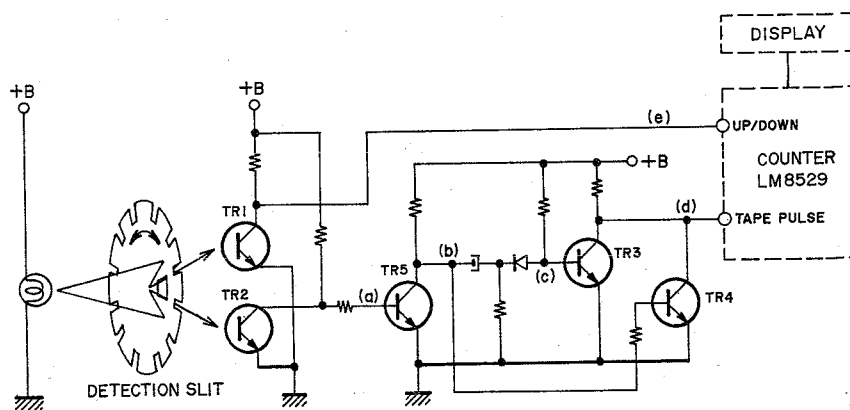 DISPLAY
+B
+B
(e)
UP/DOWN
COUNTER
LM8529
+B
TR1
(d)
TAPE PULSE
(b)
(c)
TR3
TR5
TR4
TR2
(a)
DETECTION SLIT